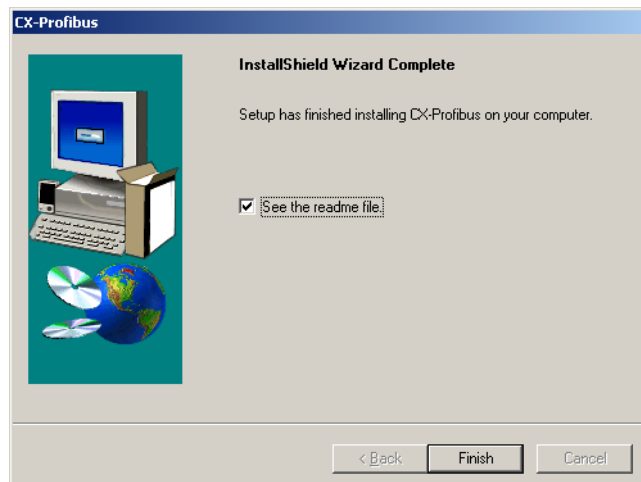 CX-Profibus
InstallShield Wizard Complete
Setup has finished installing CX-Profibus on your computer.
See the readme file.
< Back
Finish
Cancel